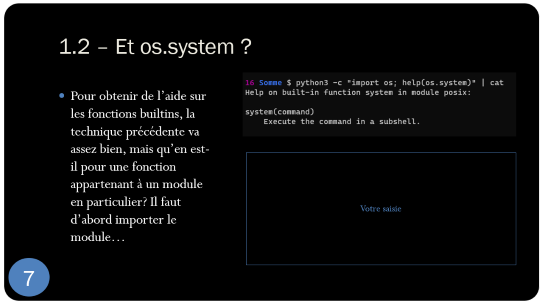 1.2 – Et os.system ?
• Pour obtenir de l'aide sur
les fonctions builtins, la
technique précédente va
assez bien, mais qu'en est-
il pour une fonction
appartenant à un module
en particulier? Il faut
d'abord importer le
module…
16 Somme $ python3 -c "import os; help(os.system)" | cat
Help on built-in function system in module posix:
system(command)
    Execute the command in a subshell.
Votre saisie
7